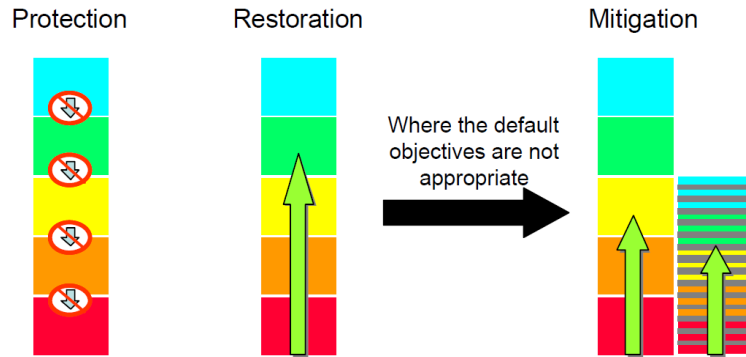 Protection
Restoration
Mitigation
Where the default
objectives are not
appropriate